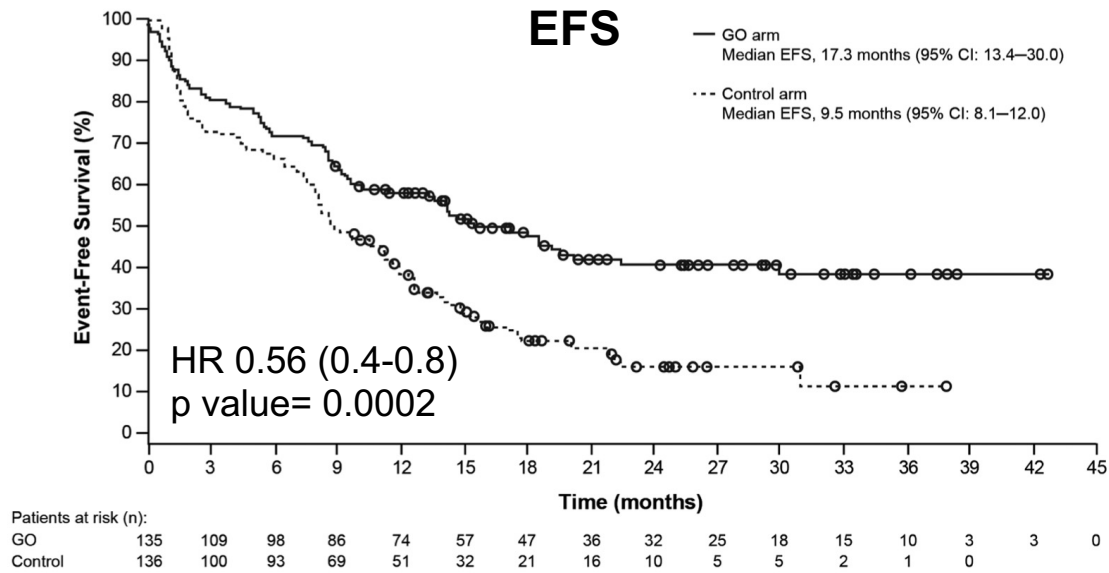 EFS
GO arm
Median EFS, 17.3 months (95% CI: 13.4–30.0)
Control arm
Median EFS, 9.5 months (95% CI: 8.1–12.0)
Event-Free Survival (%)
100
90
80
70
60
50
40
30
20
10
0
HR 0.56 (0.4-0.8)
p value= 0.0002
0 3 6 9 12 15 18 21 24 27 30 33 36 39 42 45
Time (months)
Patients at risk (n):
GO 135 109 98 86 74 57 47 36 32 25 18 15 10 3 3 0
Control 136 100 93 69 51 32 21 16 10 5 5 2 1 0